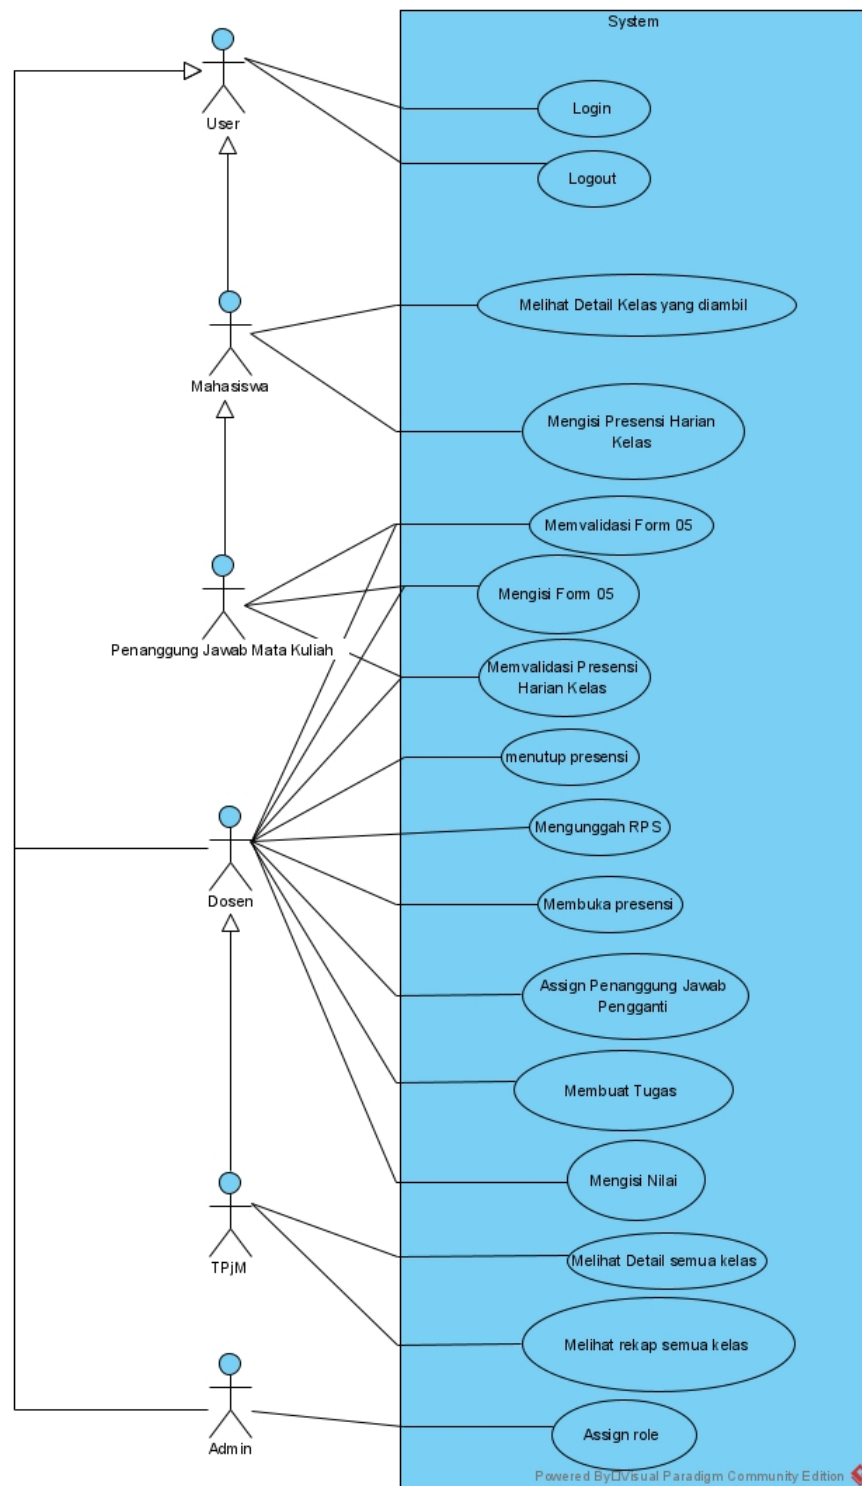 System
User
Login
Logout
Mahasiswa
Melihat Detail Kelas yang diambil
Mengisi Presensi Harian
Kelas
Memvalidasi Form 05
Penanggung Jawab Mata Kuliah
Mengisi Form 05
Memvalidasi Presensi
Harian Kelas
menutup presensi
Mengunggah RPS
Dosen
Membuka presensi
Assign Penanggung Jawab
Pengganti
Membuat Tugas
Mengisi Nilai
TPjM
Melihat Detail semua kelas
Melihat rekap semua kelas
Admin
Assign role
Powered By Visual Paradigm Community Edition